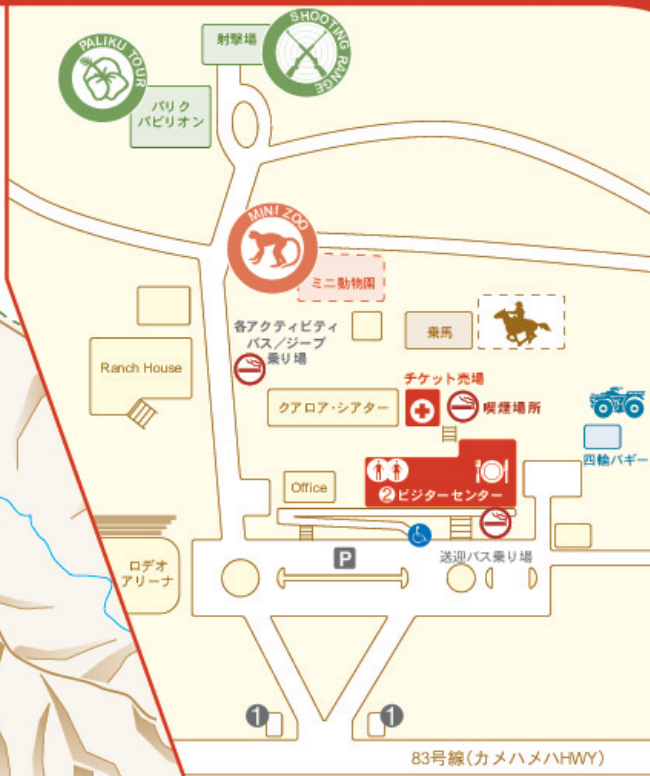 SHOOTING RANGE
射撃場
PALIKU TOUR
パリク
パビリオン
MINI ZOO
ミニ動物園
各アクティビティ
バス／ジープ
乗り場
乗馬
Ranch House
チケット売場
クアロア・シアター
喫煙場所
四輪バギー
Office
❷ビジターセンター
P
送迎バス乗り場
ロデオ
アリーナ
❶
❶
83号線(カメハメハHWY)